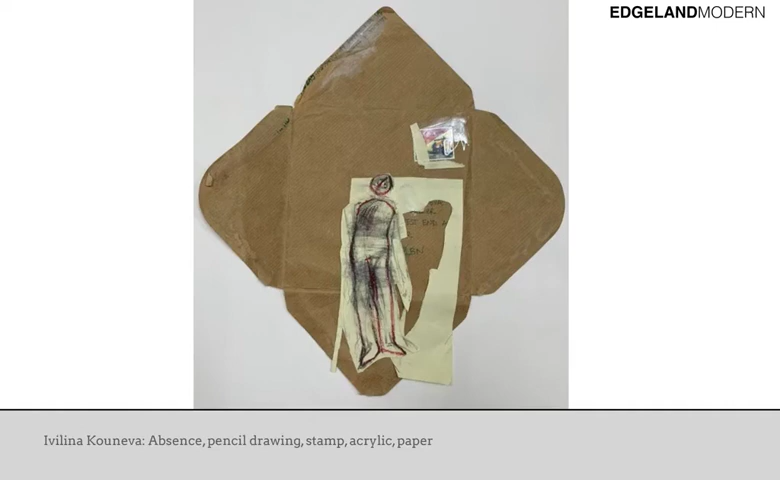 EDGELANDMODERN
Ivilina Kouneva: Absence, pencil drawing, stamp, acrylic, paper